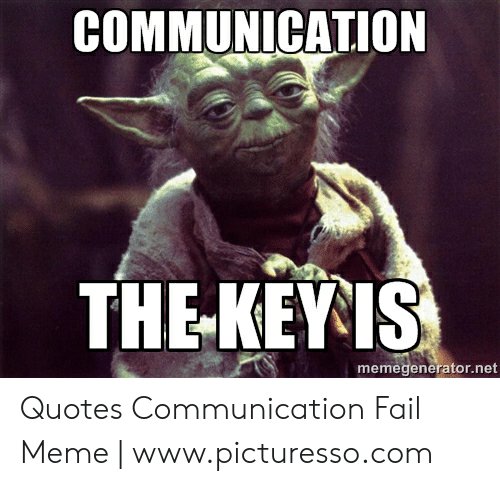 COMMUNICATION
THE KEY IS
memegenerator.net
Quotes Communication Fail
Meme | www.picturesso.com